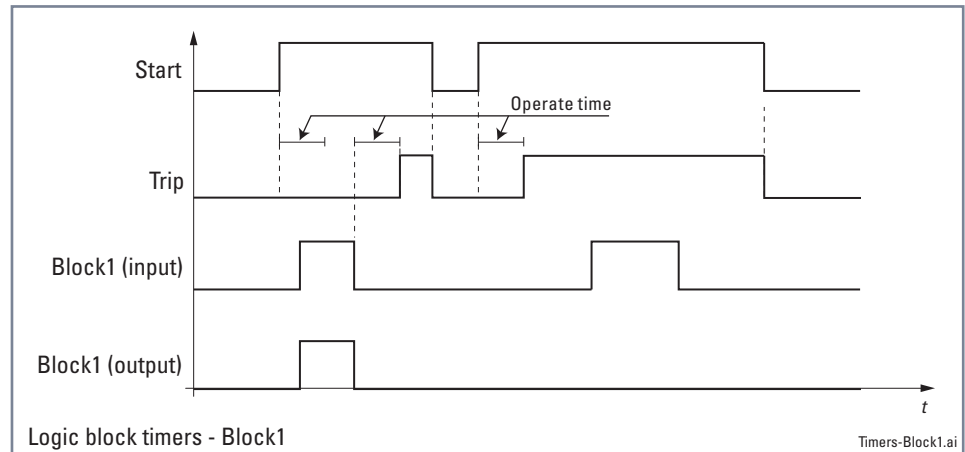 Start
Operate time
Trip
Block1 (input)
Block1 (output)
t
Logic block timers - Block1
Timers-Block1.ai